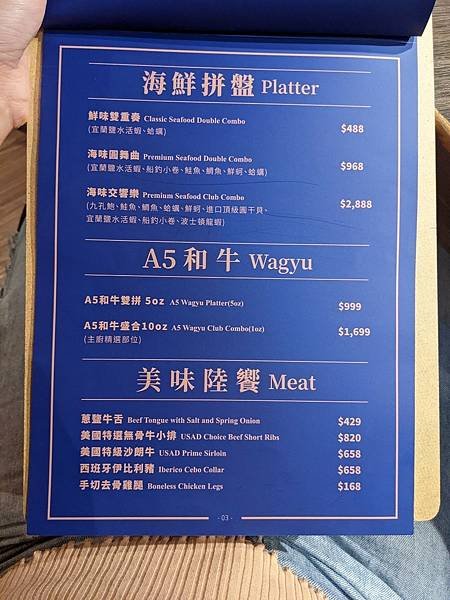 海鮮拼盤 Platter
鮮味雙重奏 Classic Seafood Double Combo $488
(宜蘭鹽水活蝦、蛤蠣)
海味圓舞曲 Premium Seafood Double Combo $968
(宜蘭鹽水活蝦、船釣小卷、鮭魚、鯛魚、鮮蚵、蛤蠣)
海味交響樂 Premium Seafood Club Combo $2,888
(九孔鮑、鮭魚、鯛魚、蛤蠣、鮮蚵、進口頂級圓干貝、
宜蘭鹽水活蝦、船釣小卷、波士頓龍蝦)
A5和牛 Wagyu
A5和牛雙拼 5oz A5 Wagyu Platter(5oz) $999
A5和牛盛合10oz A5 Wagyu Club Combo(1oz) $1,699
(主廚精選部位)
美味陸饗 Meat
蔥鹽牛舌 Beef Tongue with Salt and Spring Onion $429
美國特選無骨牛小排 USAD Choice Beef Short Ribs $820
美國特級沙朗牛 USAD Prime Sirloin $658
西班牙伊比利豬 Iberico Cebo Collar $658
手切去骨雞腿 Boneless Chicken Legs $168
- 03 -